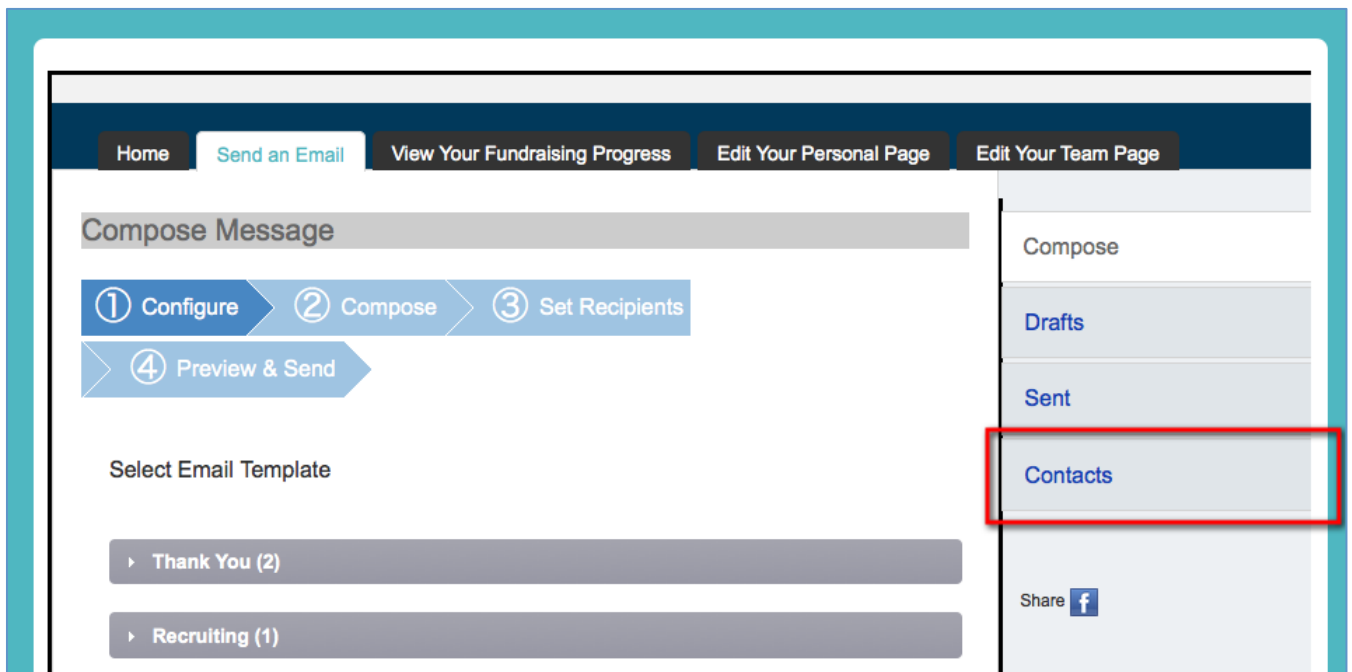 Home Send an Email View Your Fundraising Progress Edit Your Personal Page Edit Your Team Page
Compose Message
① Configure ② Compose ③ Set Recipients
④ Preview & Send
Select Email Template
Thank You (2)
Recruiting (1)
Compose
Drafts
Sent
Contacts
Share f